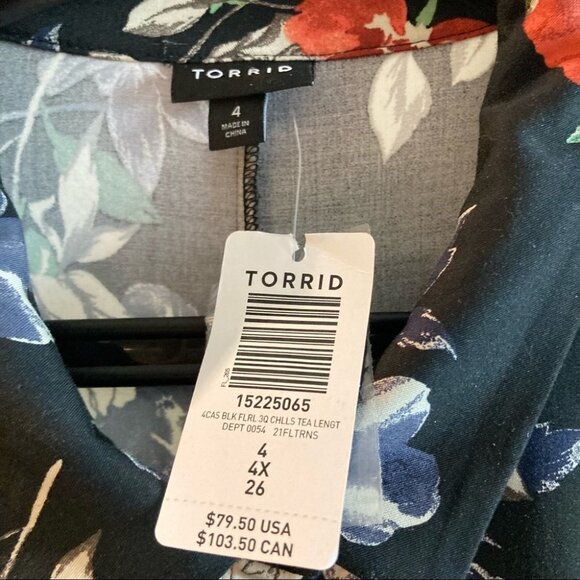 TORRID
4
MADE IN
CHINA
TORRID
FL_265
15225065
4CAS BLK FLRL 3Q CHLLS TEA LENGT
DEPT 0054 21FLTRNS
4
4X
26
$79.50 USA
$103.50 CAN